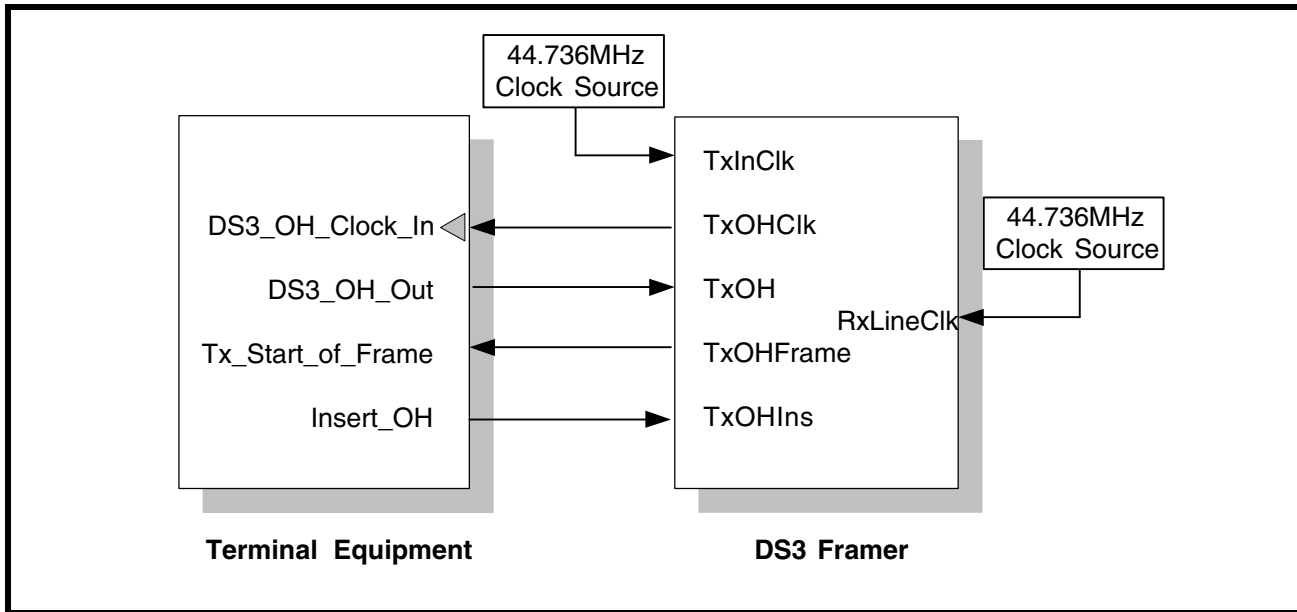 44.736MHz
Clock Source
TxInClk
DS3_OH_Clock_In
TxOHClk
44.736MHz
Clock Source
DS3_OH_Out
TxOH
RxLineClk
Tx_Start_of_Frame
TxOHFrame
Insert_OH
TxOHIns
Terminal Equipment
DS3 Framer